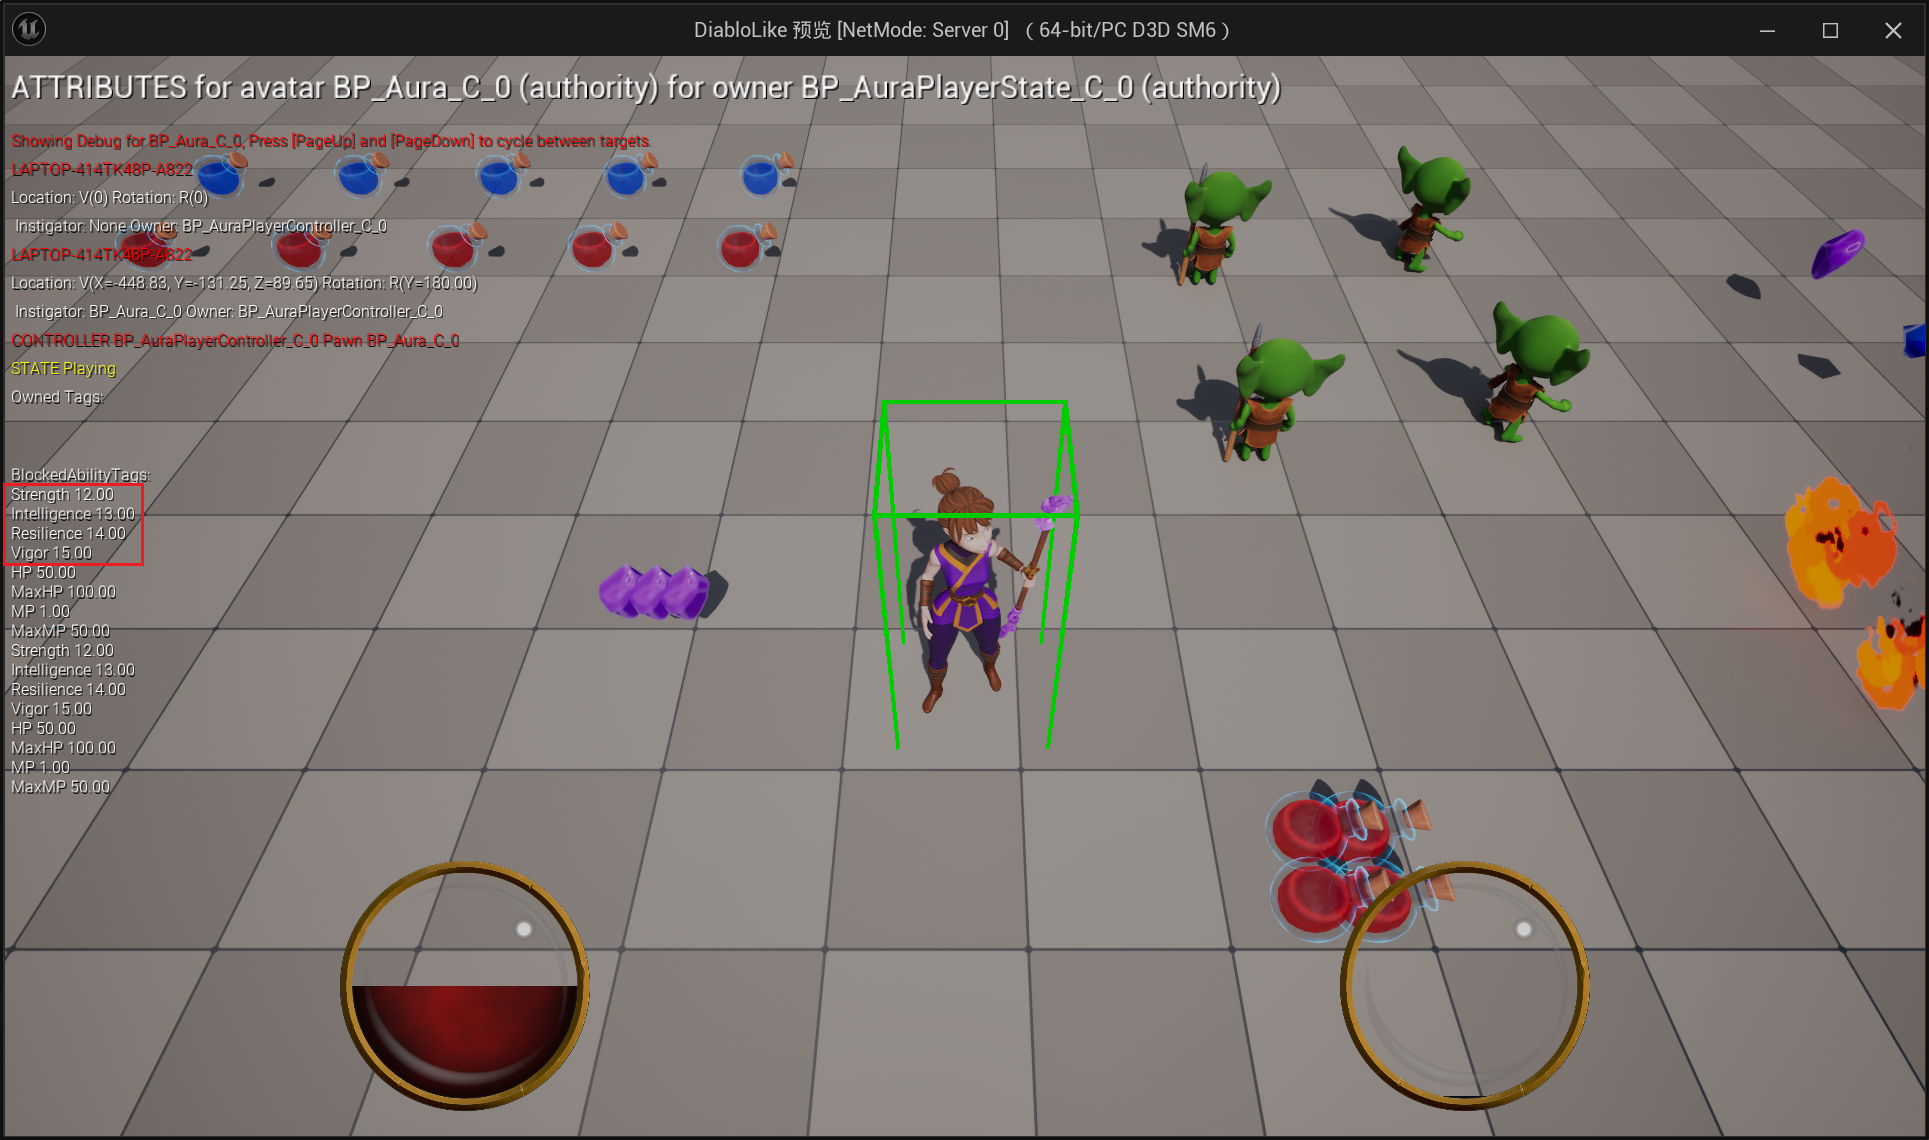 DiabloLike 预览 [NetMode: Server 0] （64-bit/PC D3D SM6）
ATTRIBUTES for avatar BP_Aura_C_0 (authority) for owner BP_AuraPlayerState_C_0 (authority)
Showing Debug for BP_Aura_C_0, Press [PageUp] and [PageDown] to cycle between targets.
LAPTOP-414TK48P-A822
Location: V(0) Rotation: R(0)
Instigator: None Owner: BP_AuraPlayerController_C_0
LAPTOP-414TK48P-A822
Location: V(X=-448.83, Y=-131.25, Z=89.65) Rotation: R(Y=180.00)
Instigator: BP_Aura_C_0 Owner: BP_AuraPlayerController_C_0
CONTROLLER BP_AuraPlayerController_C_0 Pawn BP_Aura_C_0
STATE Playing
Owned Tags:
BlockedAbilityTags:
Strength 12.00
Intelligence 13.00
Resilience 14.00
Vigor 15.00
HP 50.00
MaxHP 100.00
MP 1.00
MaxMP 50.00
Strength 12.00
Intelligence 13.00
Resilience 14.00
Vigor 15.00
HP 50.00
MaxHP 100.00
MP 1.00
MaxMP 50.00